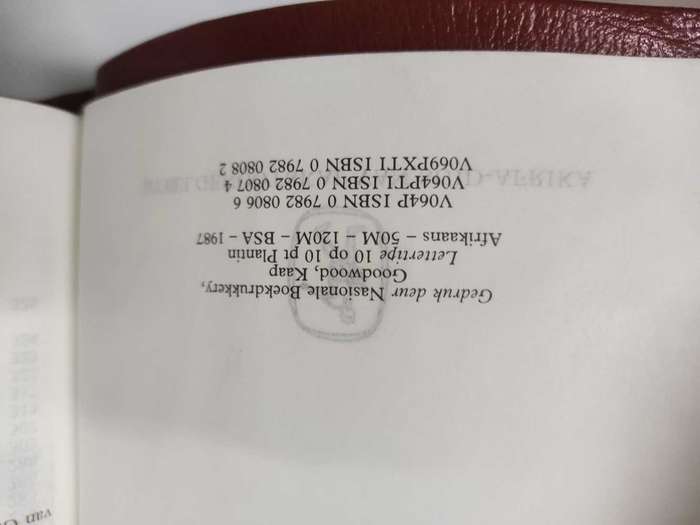 Gedruk deur Nasionale Boekdrukkery,
Goodwood, Kaap
Lettertipe 10 op 10 pt Plantin
Afrikaans – 50M – 120M – BSA – 1987
V064P ISBN 0 7982 0806 6
V064PTI ISBN 0 7982 0807 4
V069PXTI ISBN 0 7982 0808 2
van